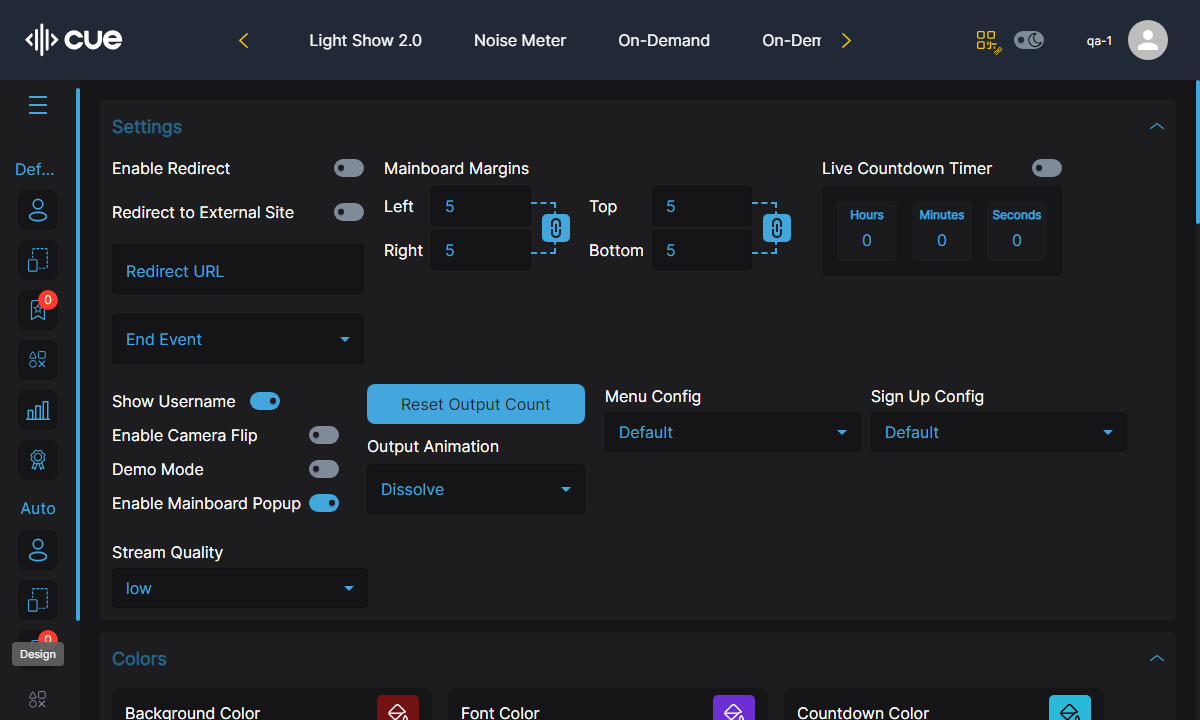 cue
Light Show 2.0
Noise Meter
On-Demand
On-Dem
qa-1
Def...
0
Auto
0
Design
Settings
Enable Redirect
Redirect to External Site
Redirect URL
End Event
Mainboard Margins
Left
5
Right
5
Top
5
Bottom
5
Live Countdown Timer
Hours
0
Minutes
0
Seconds
0
Show Username
Enable Camera Flip
Demo Mode
Enable Mainboard Popup
Reset Output Count
Output Animation
Dissolve
Menu Config
Default
Sign Up Config
Default
Stream Quality
low
Colors
Background Color
Font Color
Countdown Color